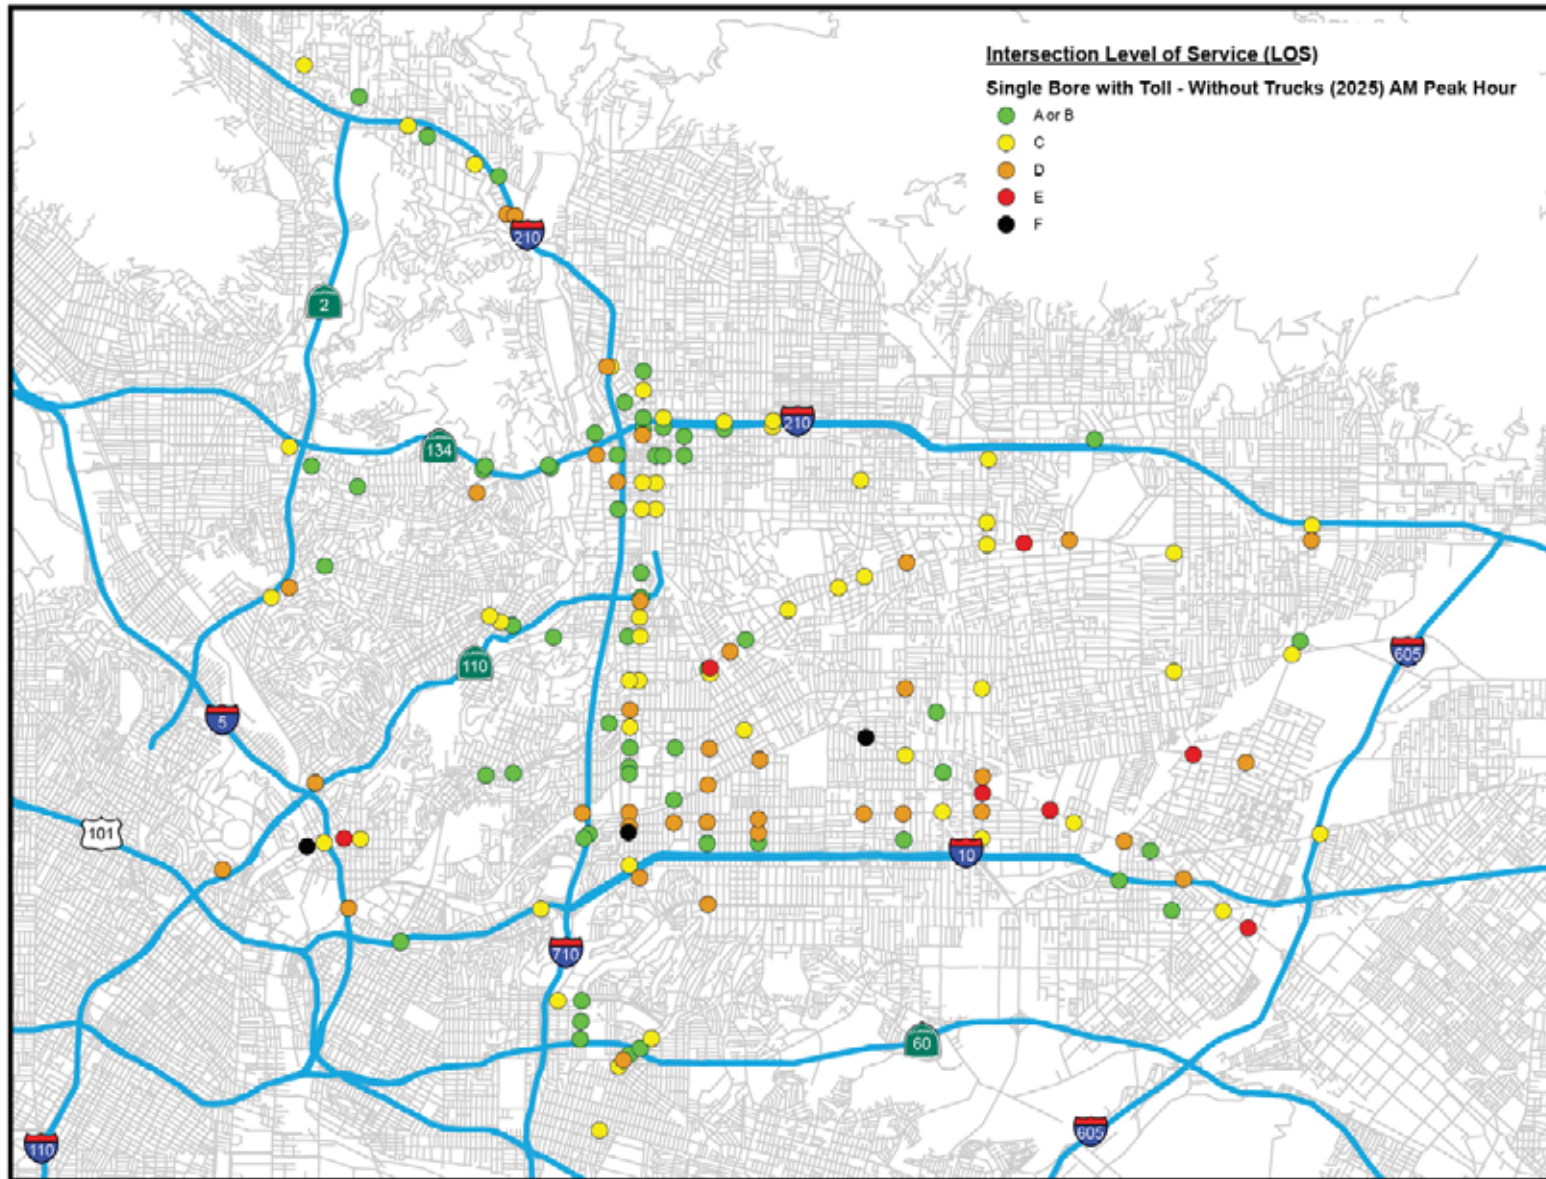 Intersection Level of Service (LOS)
Single Bore with Toll - Without Trucks (2025) AM Peak Hour
A or B
C
D
E
F
210
2
134
210
110
605
5
101
10
710
60
605
110